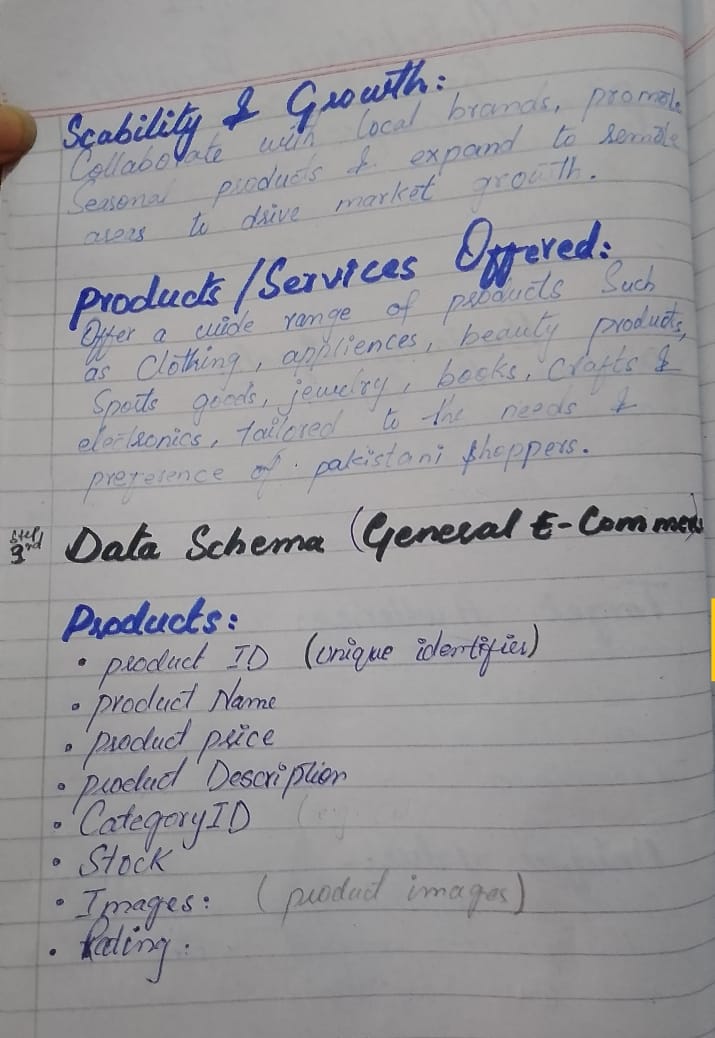 Scability & Growth:
Collaborate with local brands, promote
Seasonal products & expand to remote
areas to drive market growth.
Products/Services Offered:
Offer a wide range of products Such
as Clothing, appliences, beauty products,
Sports goods, jewelry, books, Crafts &
electronics, tailored to the needs &
preference of pakistani shoppers.
Step 3rd Data Schema (General E-Commer
Products:
• product ID (unique identifier)
• product Name
• product price
• product Description
• CategoryID
• Stock
• Images: (product images)
• Rating: